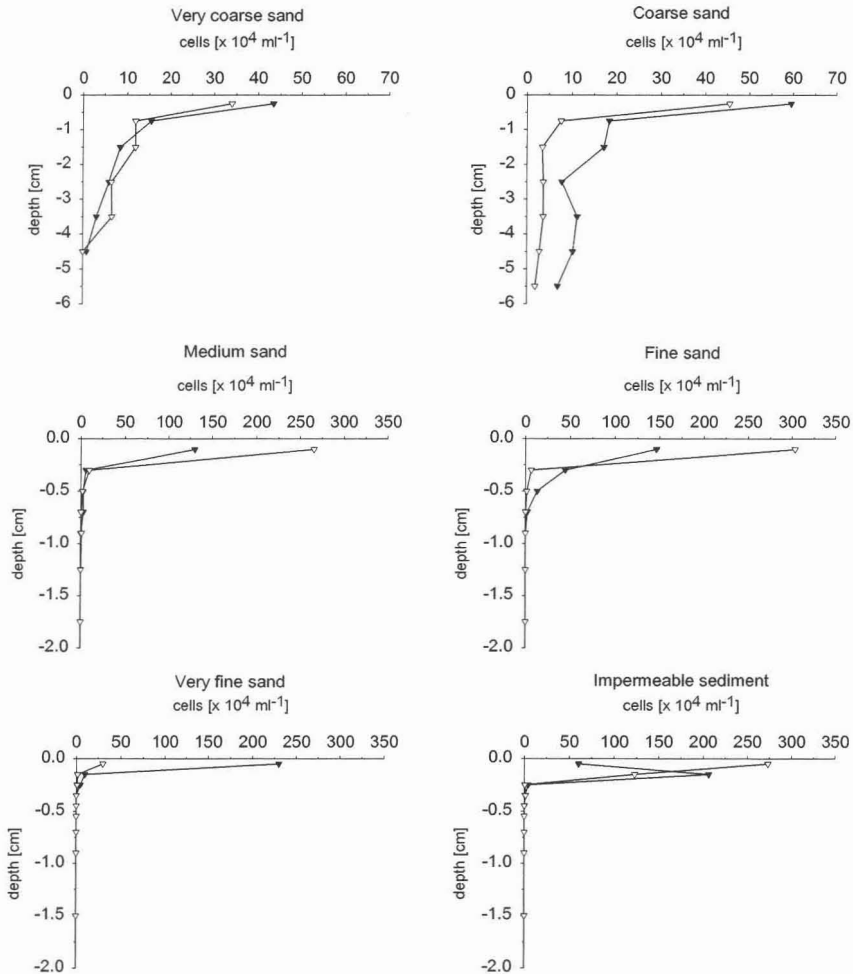 Very coarse sand
cells [x 10⁴ ml⁻¹]
0 10 20 30 40 50 60 70
0
-1
-2
-3
-4
-5
-6
depth [cm]
Coarse sand
cells [x 10⁴ ml⁻¹]
0 10 20 30 40 50 60 70
0
-1
-2
-3
-4
-5
-6
depth [cm]
Medium sand
cells [x 10⁴ ml⁻¹]
0 50 100 150 200 250 300 350
0.0
-0.5
-1.0
-1.5
-2.0
depth [cm]
Fine sand
cells [x 10⁴ ml⁻¹]
0 50 100 150 200 250 300 350
0.0
-0.5
-1.0
-1.5
-2.0
depth [cm]
Very fine sand
cells [x 10⁴ ml⁻¹]
0 50 100 150 200 250 300 350
0.0
-0.5
-1.0
-1.5
-2.0
depth [cm]
Impermeable sediment
cells [x 10⁴ ml⁻¹]
0 50 100 150 200 250 300 350
0.0
-0.5
-1.0
-1.5
-2.0
depth [cm]